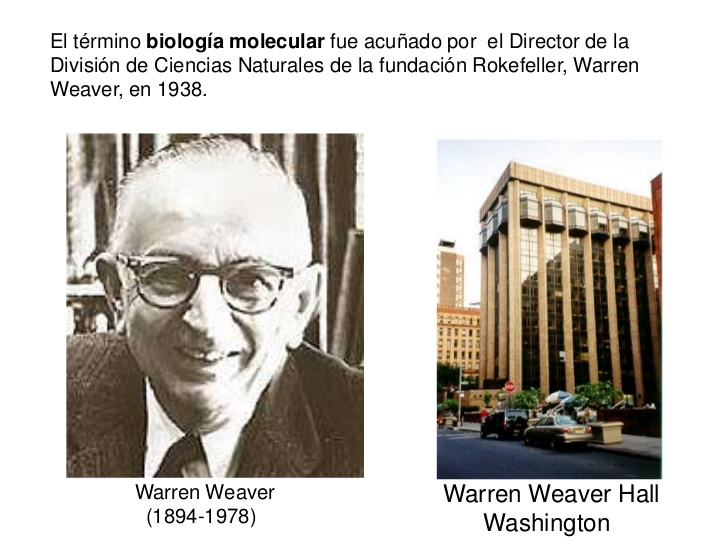 El término biología molecular fue acuñado por el Director de la
División de Ciencias Naturales de la fundación Rokefeller, Warren
Weaver, en 1938.
Warren Weaver
(1894-1978)
Warren Weaver Hall
Washington